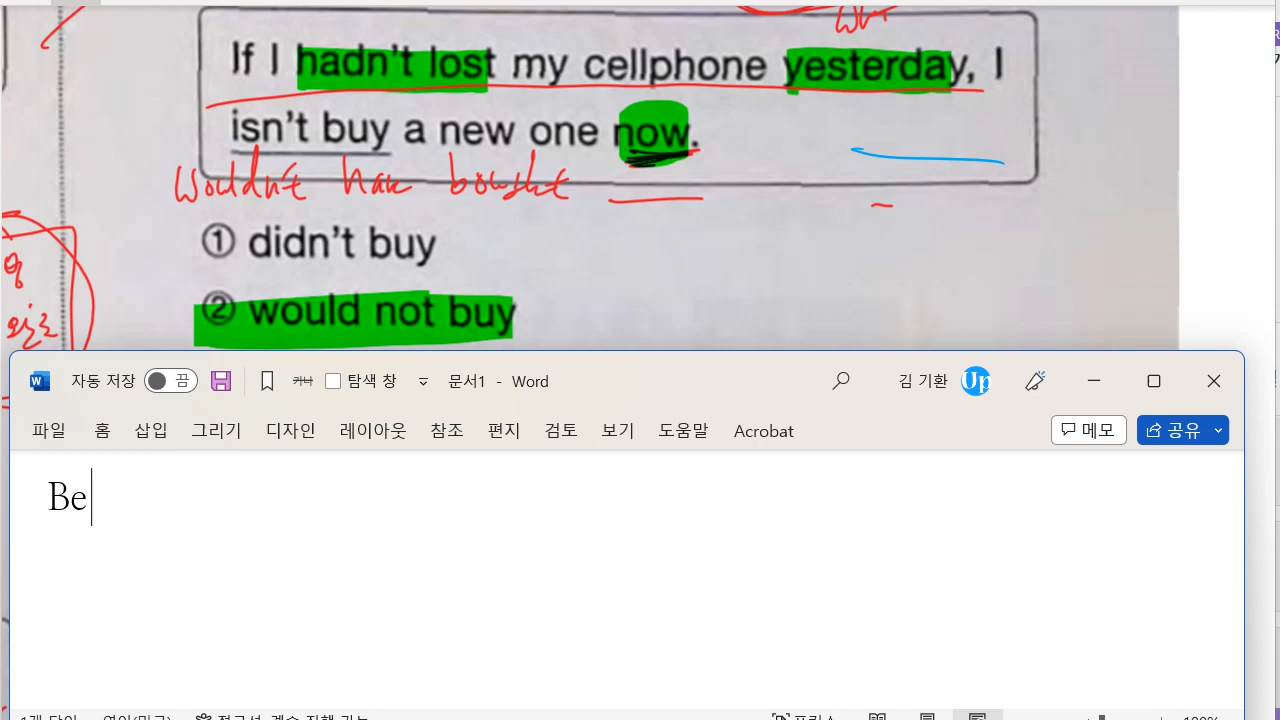 If I hadn't lost my cellphone yesterday, I
isn't buy a new one now.
Wouldn't have bought
① didn't buy
② would not buy
자동 저장 끔 탐색 창 문서1 - Word 김 기환 Up
파일 홈 삽입 그리기 디자인 레이아웃 참조 편지 검토 보기 도움말 Acrobat 메모 공유
Be